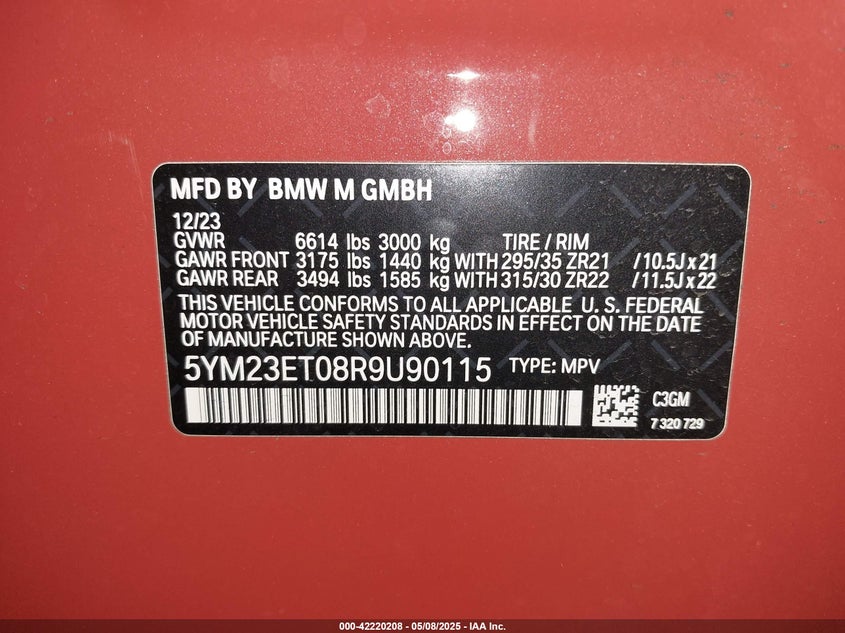 MFD BY BMW M GMBH
12/23
GVWR 6614 lbs 3000 kg TIRE / RIM
GAWR FRONT 3175 lbs 1440 kg WITH 295/35 ZR21 /10.5J x 21
GAWR REAR 3494 lbs 1585 kg WITH 315/30 ZR22 /11.5J x 22
THIS VEHICLE CONFORMS TO ALL APPLICABLE U. S. FEDERAL
MOTOR VEHICLE SAFETY STANDARDS IN EFFECT ON THE DATE
OF MANUFACTURE SHOWN ABOVE.
5YM23ET08R9U90115 TYPE: MPV
C3GM
7 320 729
000-42220208 - 05/08/2025 - IAA Inc.